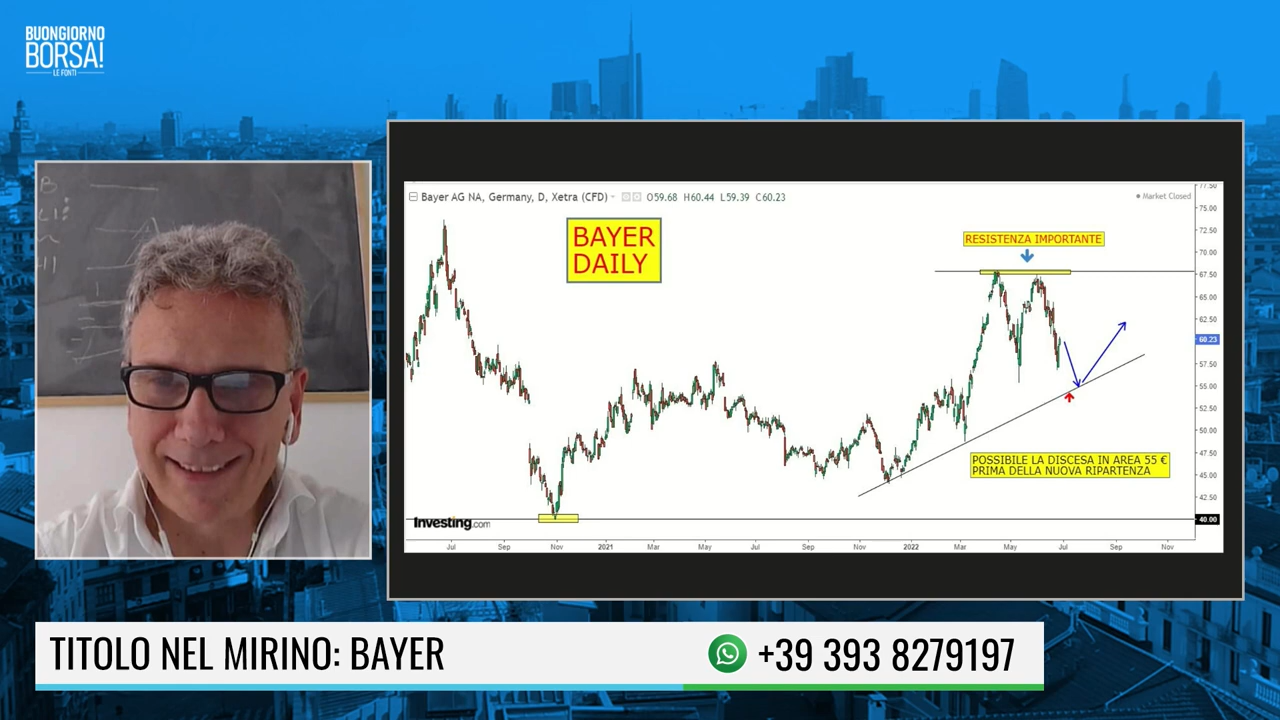 BUONGIORNO
BORSA!
LE FONTI
Bayer AG NA, Germany, D, Xetra (CFD)
O59.68 H60.44 L59.39 C60.23
Market Closed
BAYER
DAILY
RESISTENZA IMPORTANTE
77.50
75.00
72.50
70.00
67.50
65.00
62.50
60.23
57.50
55.00
52.50
50.00
47.50
45.00
42.50
40.00
POSSIBILE LA DISCESA IN AREA 55 €
PRIMA DELLA NUOVA RIPARTENZA
Investing.com
Jul Sep Nov 2021 Mar May Jul Sep Nov 2022 Mar May Jul Sep Nov
TITOLO NEL MIRINO: BAYER
+39 393 8279197